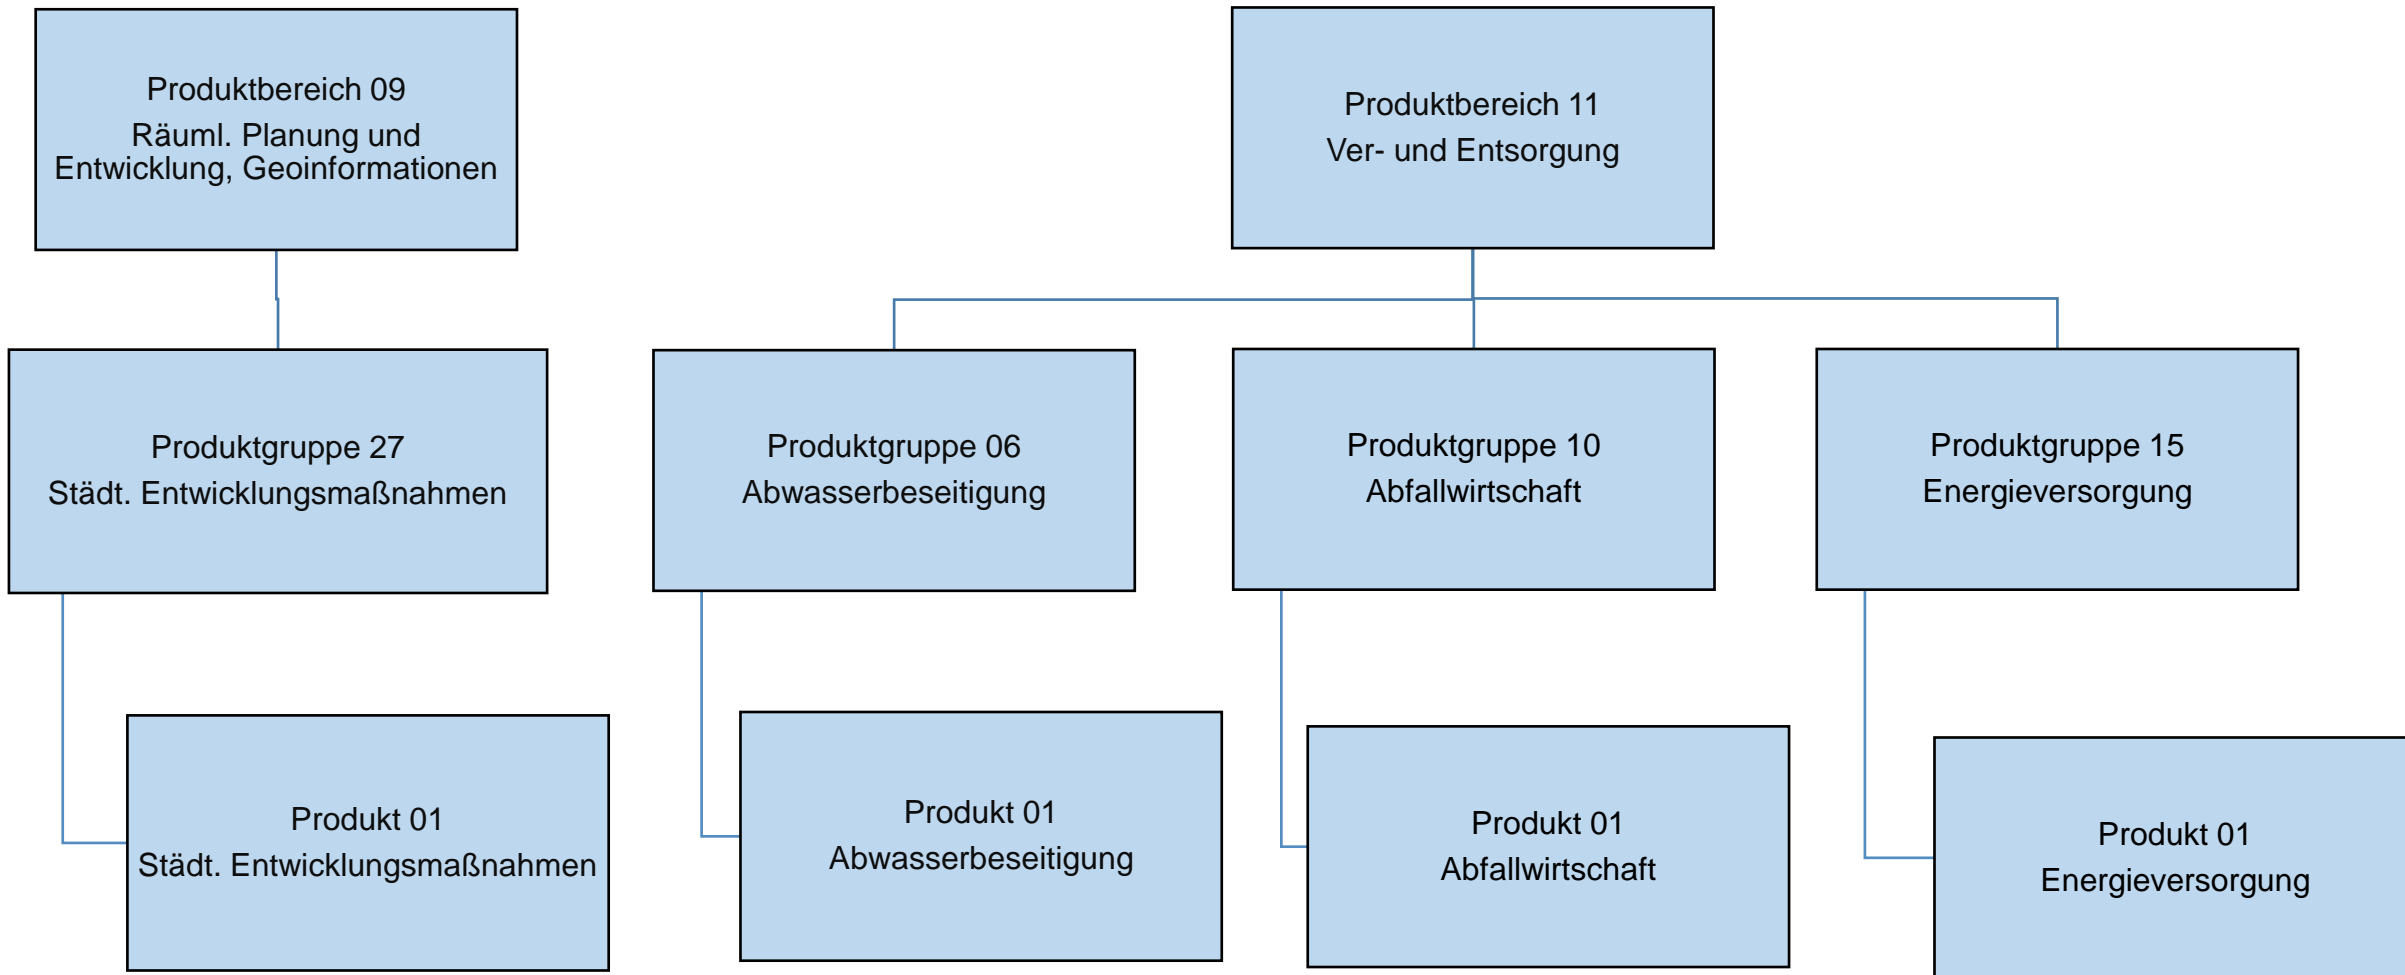 Produktbereich 09
Räuml. Planung und
Entwicklung, Geoinformationen
Produktbereich 11
Ver- und Entsorgung
Produktgruppe 27
Städt. Entwicklungsmaßnahmen
Produktgruppe 06
Abwasserbeseitigung
Produktgruppe 10
Abfallwirtschaft
Produktgruppe 15
Energieversorgung
Produkt 01
Städt. Entwicklungsmaßnahmen
Produkt 01
Abwasserbeseitigung
Produkt 01
Abfallwirtschaft
Produkt 01
Energieversorgung